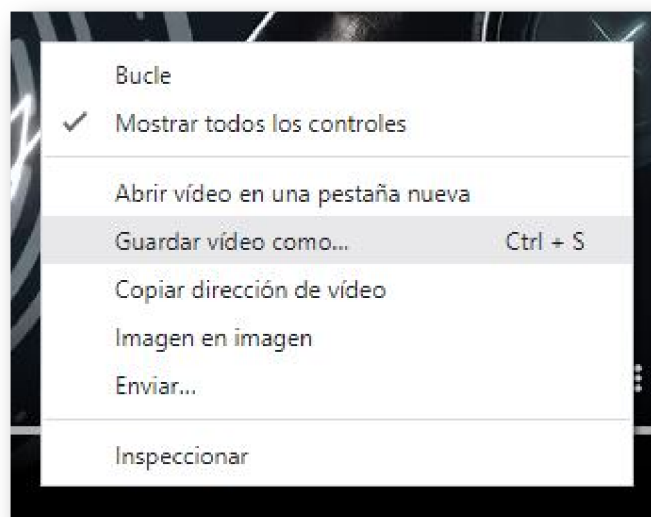 Bucle
Mostrar todos los controles
Abrir vídeo en una pestaña nueva
Guardar vídeo como... Ctrl + S
Copiar dirección de vídeo
Imagen en imagen
Enviar...
Inspeccionar